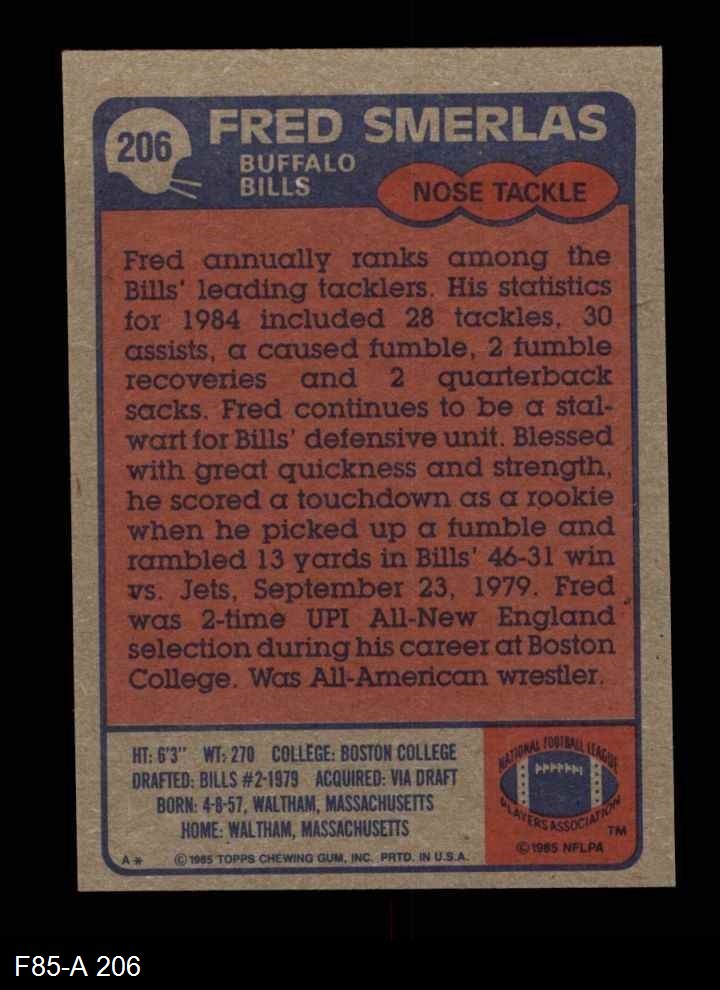 206
FRED SMERLAS
BUFFALO
BILLS
NOSE TACKLE
Fred annually ranks among the
Bills' leading tacklers. His statistics
for 1984 included 28 tackles, 30
assists, a caused fumble, 2 fumble
recoveries and 2 quarterback
sacks. Fred continues to be a stal-
wart for Bills' defensive unit. Blessed
with great quickness and strength,
he scored a touchdown as a rookie
when he picked up a fumble and
rambled 13 yards in Bills' 46-31 win
vs. Jets, September 23, 1979. Fred
was 2-time UPI All-New England
selection during his career at Boston
College. Was All-American wrestler.
HT: 6'3" WT: 270 COLLEGE: BOSTON COLLEGE
DRAFTED: BILLS #2-1979 ACQUIRED: VIA DRAFT
BORN: 4-8-57, WALTHAM, MASSACHUSETTS
HOME: WALTHAM, MASSACHUSETTS
A* © 1985 TOPPS CHEWING GUM, INC. PRTD. IN U.S.A.
NATIONAL FOOTBALL LEAGUE
PLAYERS ASSOCIATION
TM
© 1985 NFLPA
F85-A 206